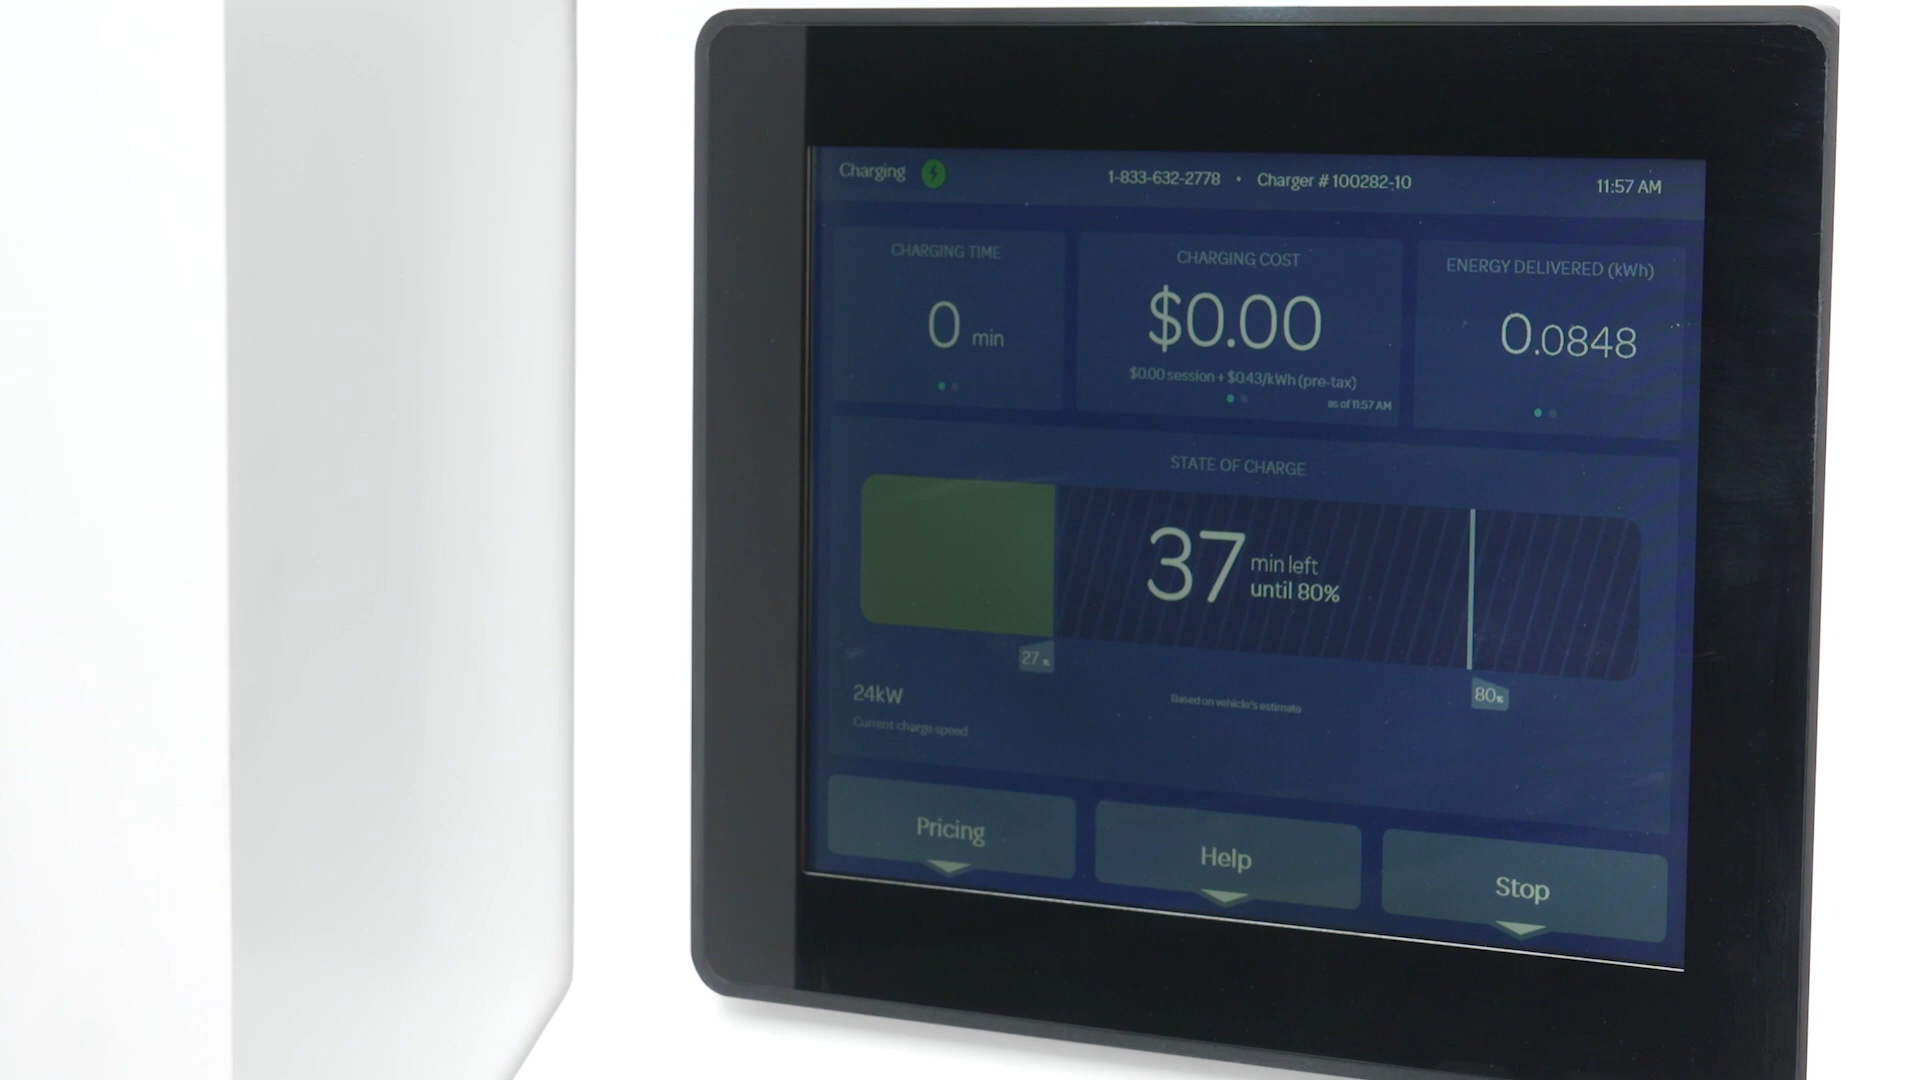 Charging
1-833-632-2778 • Charger #100282-10
11:57 AM
CHARGING TIME
0 min
CHARGING COST
$0.00
$0.00 session + $0.43/kWh (pre-tax)
as of 11:57 AM
ENERGY DELIVERED (kWh)
0.0848
STATE OF CHARGE
37 min left
until 80%
27%
80%
24kW
Current charge speed
Based on vehicle's estimate
Pricing
Help
Stop